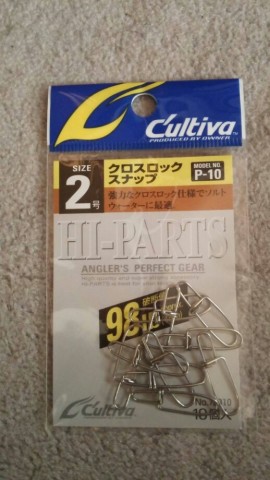 C'ultiva
PRODUCED BY OWNER
SIZE
2号
クロスロック
スナップ
MODEL NO.
P-10
強力なクロスロック仕様でソルト
ウォーターに最適。
HI-PARTS
ANGLER'S PERFECT GEAR
98
C'ultiva
10個入